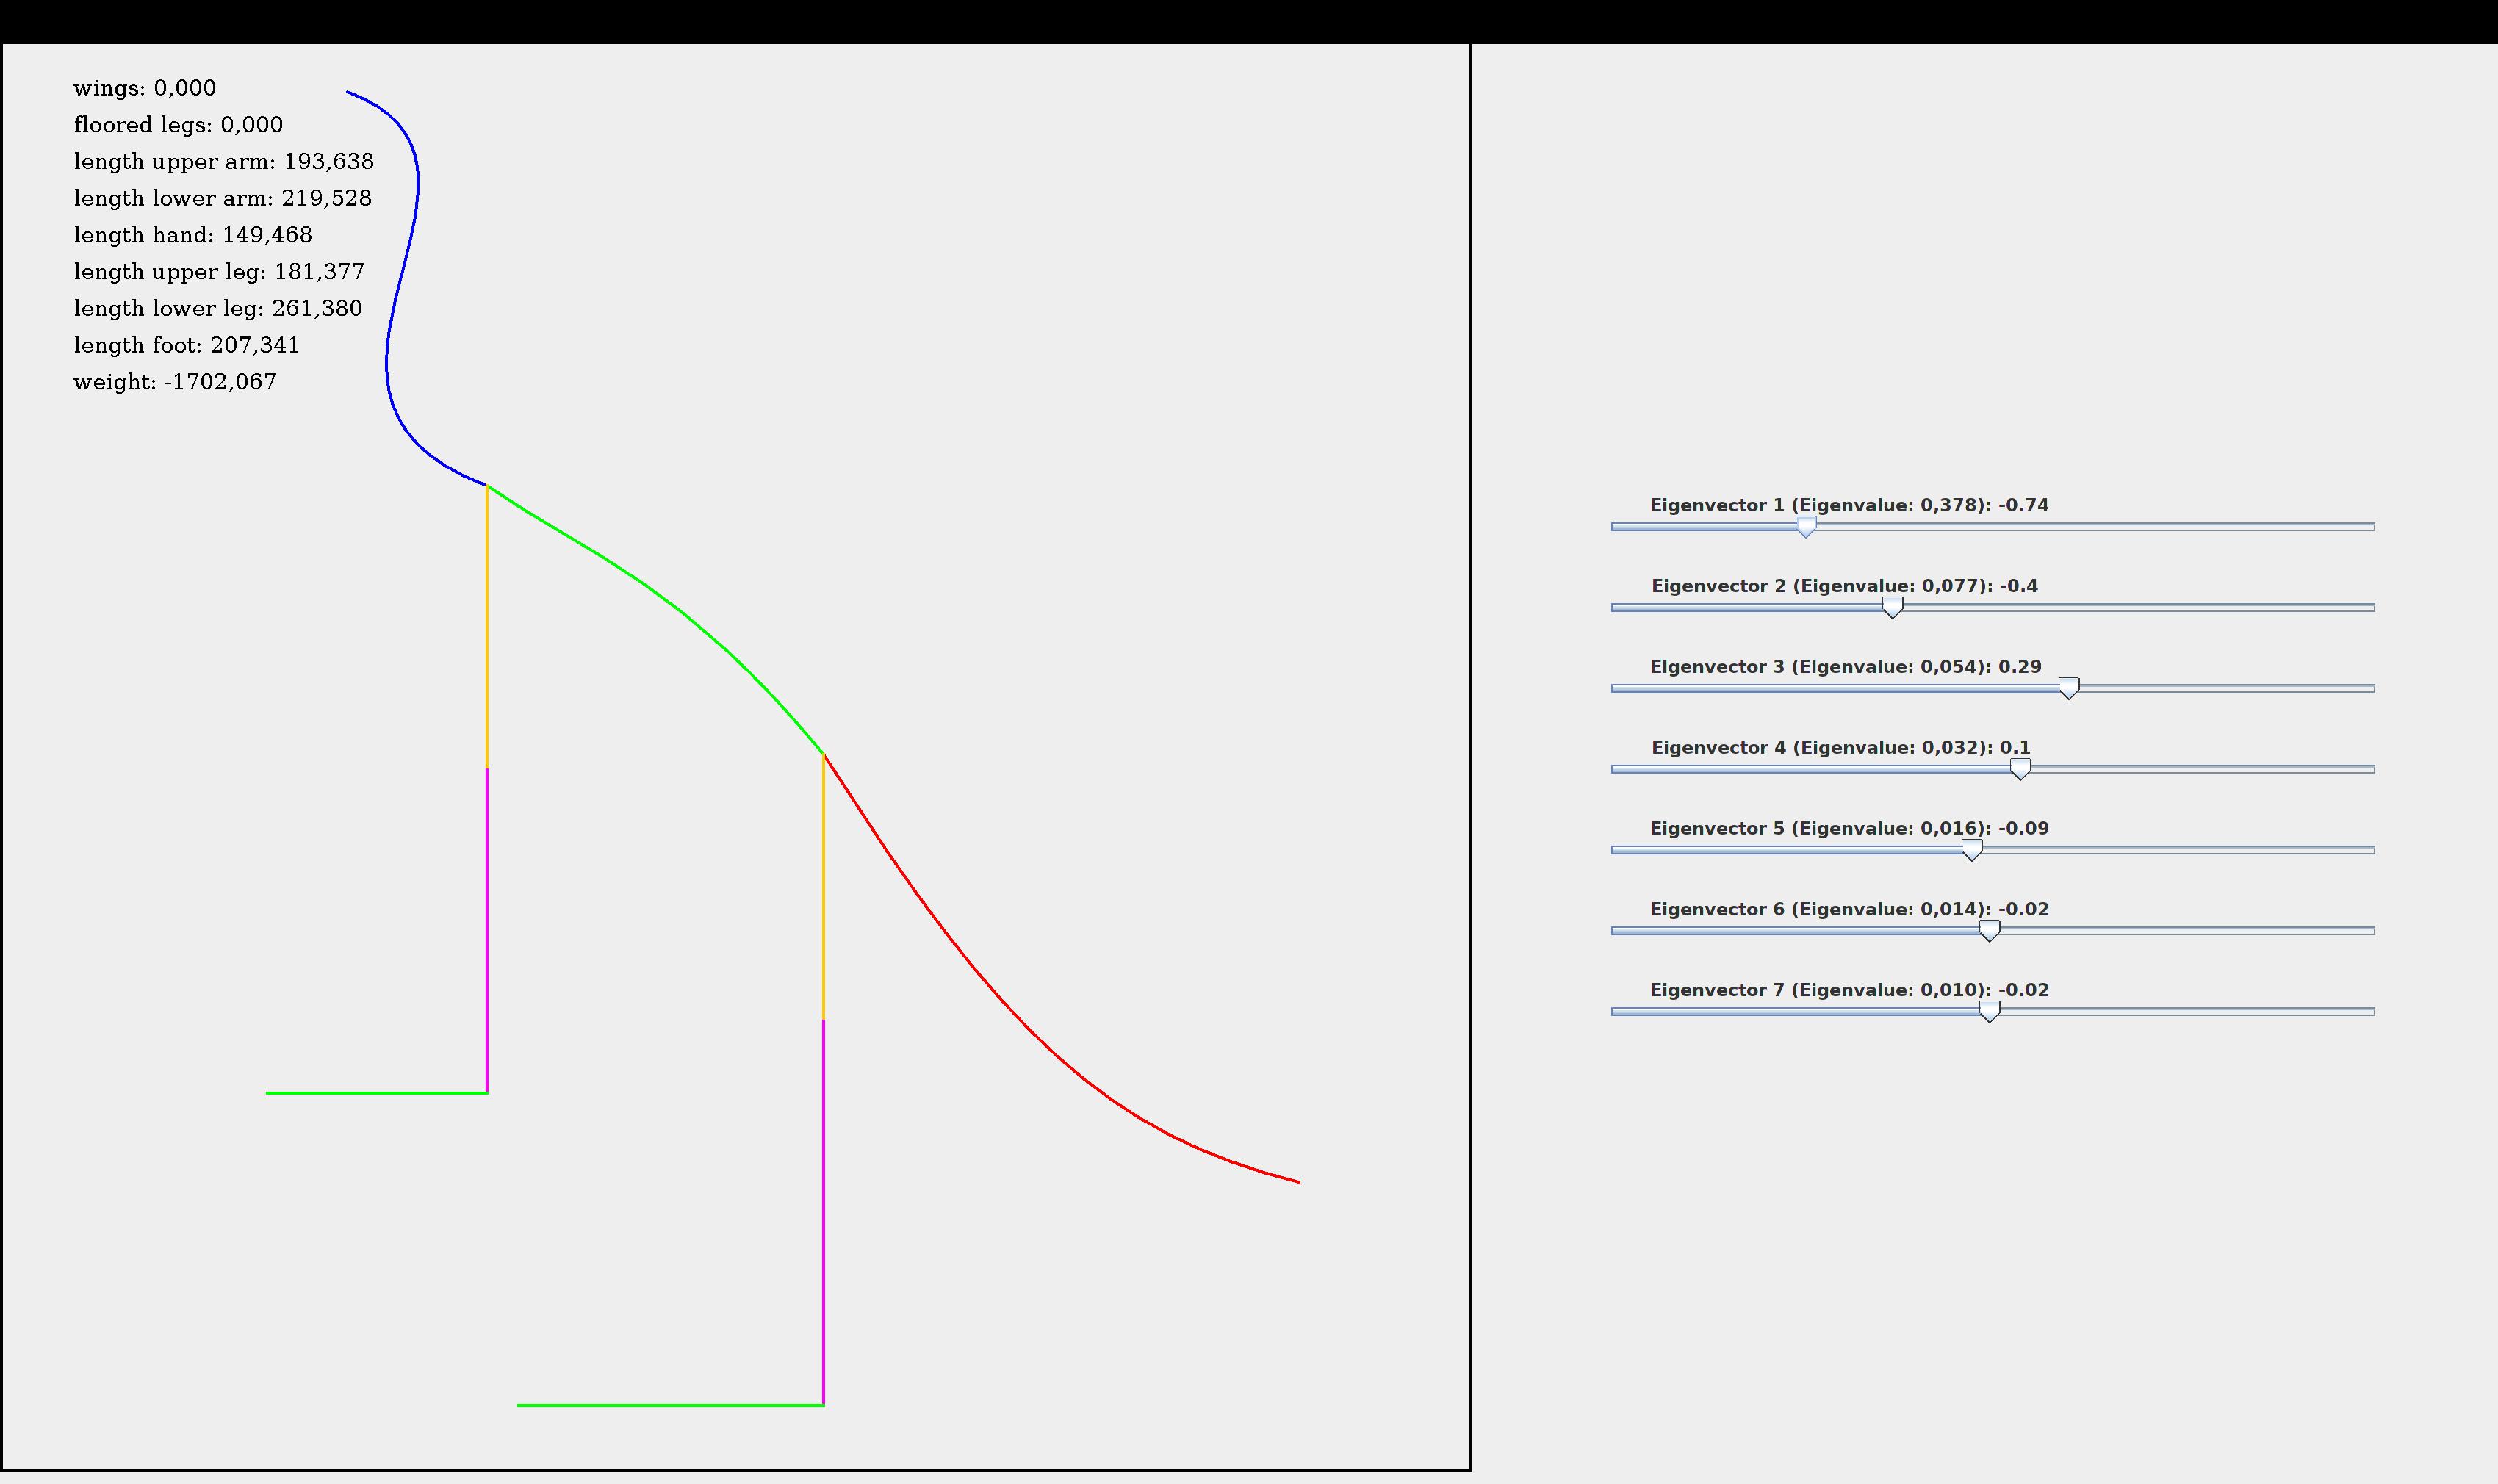 wings: 0,000
floored legs: 0,000
length upper arm: 193,638
length lower arm: 219,528
length hand: 149,468
length upper leg: 181,377
length lower leg: 261,380
length foot: 207,341
weight: -1702,067
Eigenvector 1 (Eigenvalue: 0,378): -0.74
Eigenvector 2 (Eigenvalue: 0,077): -0.4
Eigenvector 3 (Eigenvalue: 0,054): 0.29
Eigenvector 4 (Eigenvalue: 0,032): 0.1
Eigenvector 5 (Eigenvalue: 0,016): -0.09
Eigenvector 6 (Eigenvalue: 0,014): -0.02
Eigenvector 7 (Eigenvalue: 0,010): -0.02